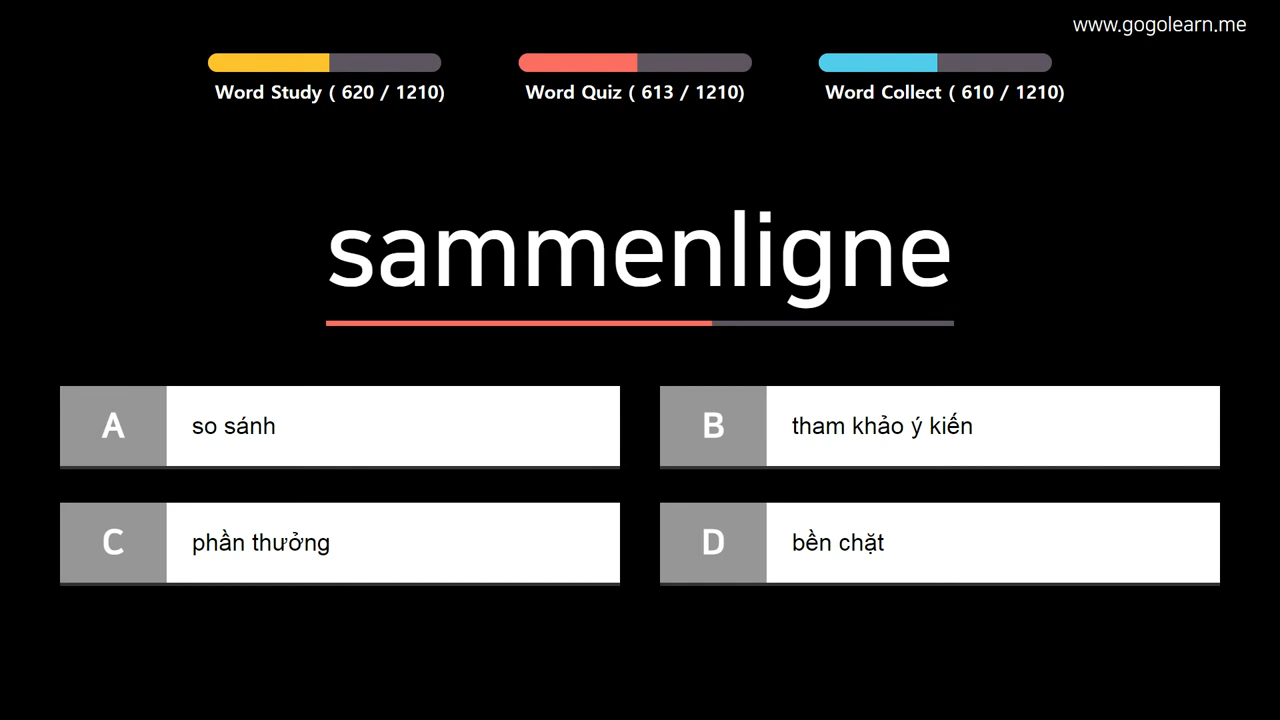 www.gogolearn.me
Word Study ( 620 / 1210)
Word Quiz ( 613 / 1210)
Word Collect ( 610 / 1210)
sammenligne
A so sánh
B tham khảo ý kiến
C phần thưởng
D bền chặt